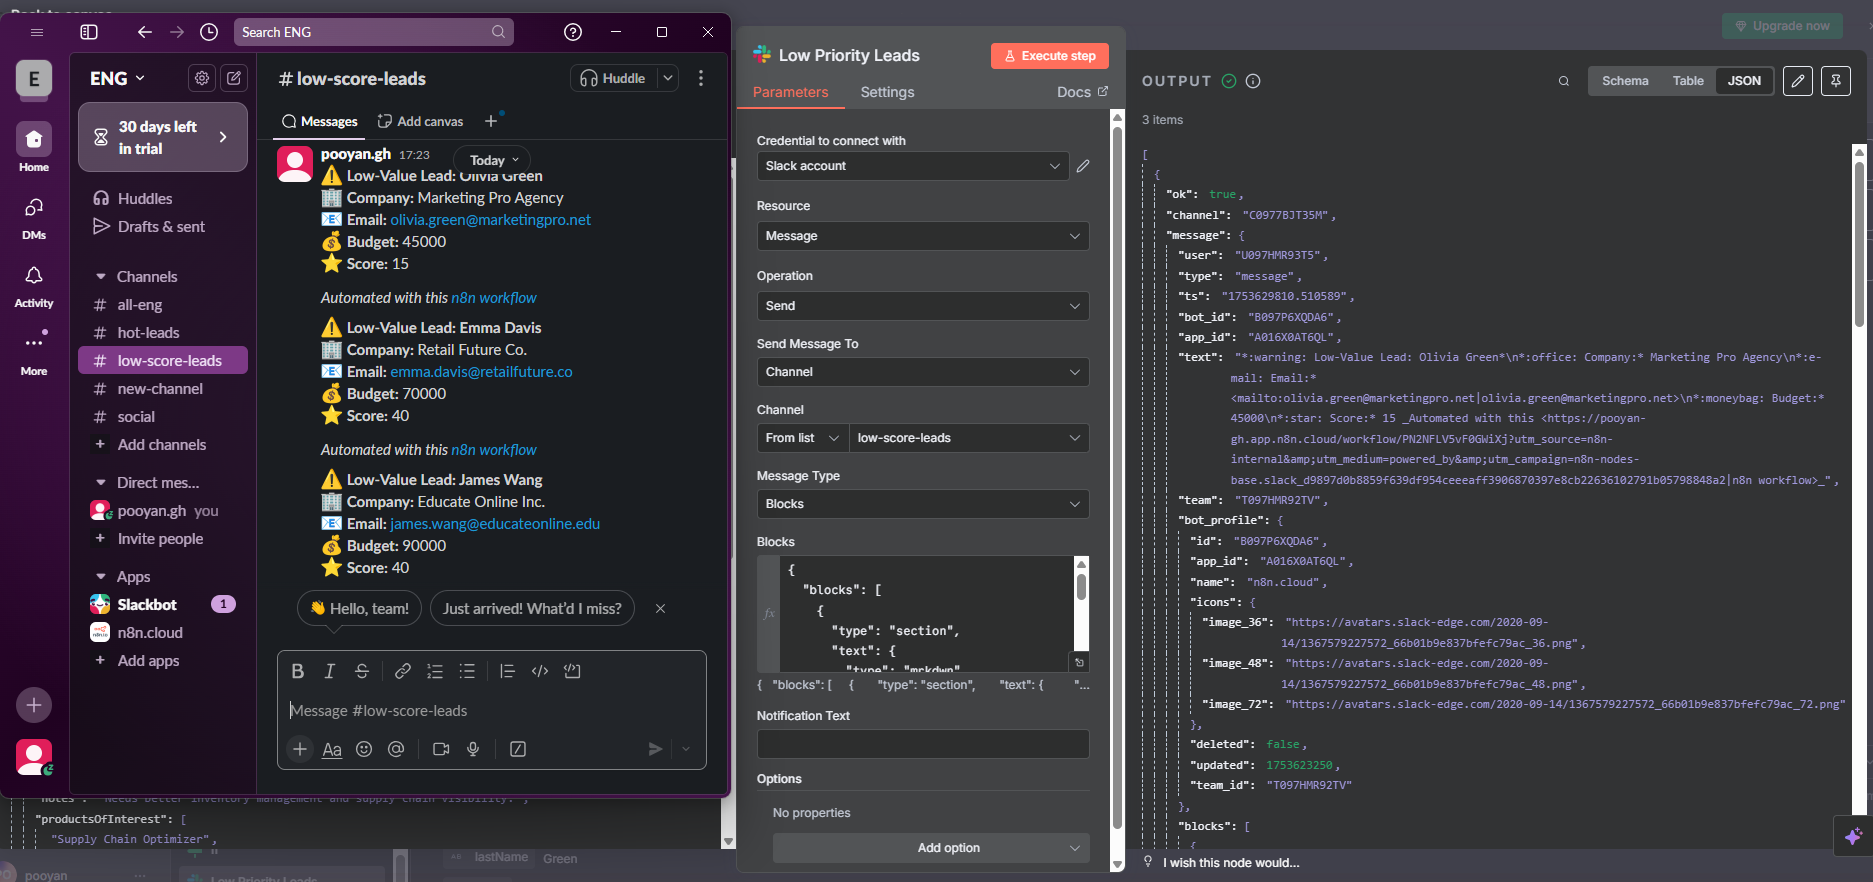 Search ENG
E
ENG
30 days left
in trial
Home
DMs
Activity
More
Huddles
Drafts & sent
Channels
# all-eng
# hot-leads
# low-score-leads
# new-channel
# social
+ Add channels
Direct mes...
pooyan.gh you
+ Invite people
Apps
Slackbot 1
n8n.cloud
+ Add apps
# low-score-leads
Huddle
Messages
Add canvas
+
pooyan.gh 17:23
Today
⚠️ Low-Value Lead: Olivia Green
🏢 Company: Marketing Pro Agency
📧 Email: olivia.green@marketingpro.net
💰 Budget: 45000
⭐ Score: 15
Automated with this n8n workflow
⚠️ Low-Value Lead: Emma Davis
🏢 Company: Retail Future Co.
📧 Email: emma.davis@retailfuture.co
💰 Budget: 70000
⭐ Score: 40
Automated with this n8n workflow
⚠️ Low-Value Lead: James Wang
🏢 Company: Educate Online Inc.
📧 Email: james.wang@educateonline.edu
💰 Budget: 90000
⭐ Score: 40
👋 Hello, team!
Just arrived! What’d I miss?
Message #low-score-leads
"notes": "Needs better inventory management and supply chain visibility.",
"productsOfInterest": [
"Supply Chain Optimizer",
pooyan
Low Priority Leads
lastName Green
Low Priority Leads
Execute step
Parameters
Settings
Docs
Credential to connect with
Slack account
Resource
Message
Operation
Send
Send Message To
Channel
Channel
From list
low-score-leads
Message Type
Blocks
Blocks
fx
{
"blocks": [
{
"type": "section",
"text": {
"type": "mrkdwn",
{ "blocks": [ { "type": "section", "text": { "...
Notification Text
Options
No properties
Add option
Upgrade now
OUTPUT
Schema
Table
JSON
3 items
[
{
"ok": true,
"channel": "C0977BJT35M",
"message": {
"user": "U097HMR93T5",
"type": "message",
"ts": "1753629810.510589",
"bot_id": "B097P6XQDA6",
"app_id": "A016X0AT6QL",
"text": "*:warning: Low-Value Lead: Olivia Green*\n*:office: Company:* Marketing Pro Agency\n*:e-
mail: Email:*
<mailto:olivia.green@marketingpro.net|olivia.green@marketingpro.net>\n*:moneybag: Budget:*
45000\n*:star: Score:* 15 _Automated with this <https://pooyan-
gh.app.n8n.cloud/workflow/PN2NFLV5vF0GWiXj?utm_source=n8n-
internal&amp;utm_medium=powered_by&amp;utm_campaign=n8n-nodes-
base.slack_d9897d0b8859f639df954ceeeaff3906870397e8cb22636102791b05798848a2|n8n workflow>_",
"team": "T097HMR92TV",
"bot_profile": {
"id": "B097P6XQDA6",
"app_id": "A016X0AT6QL",
"name": "n8n.cloud",
"icons": {
"image_36": "https://avatars.slack-edge.com/2020-09-
14/1367579227572_66b01b9e837bfefc79ac_36.png",
"image_48": "https://avatars.slack-edge.com/2020-09-
14/1367579227572_66b01b9e837bfefc79ac_48.png",
"image_72": "https://avatars.slack-edge.com/2020-09-14/1367579227572_66b01b9e837bfefc79ac_72.png"
},
"deleted": false,
"updated": 1753623250,
"team_id": "T097HMR92TV"
},
"blocks": [
{
I wish this node would...